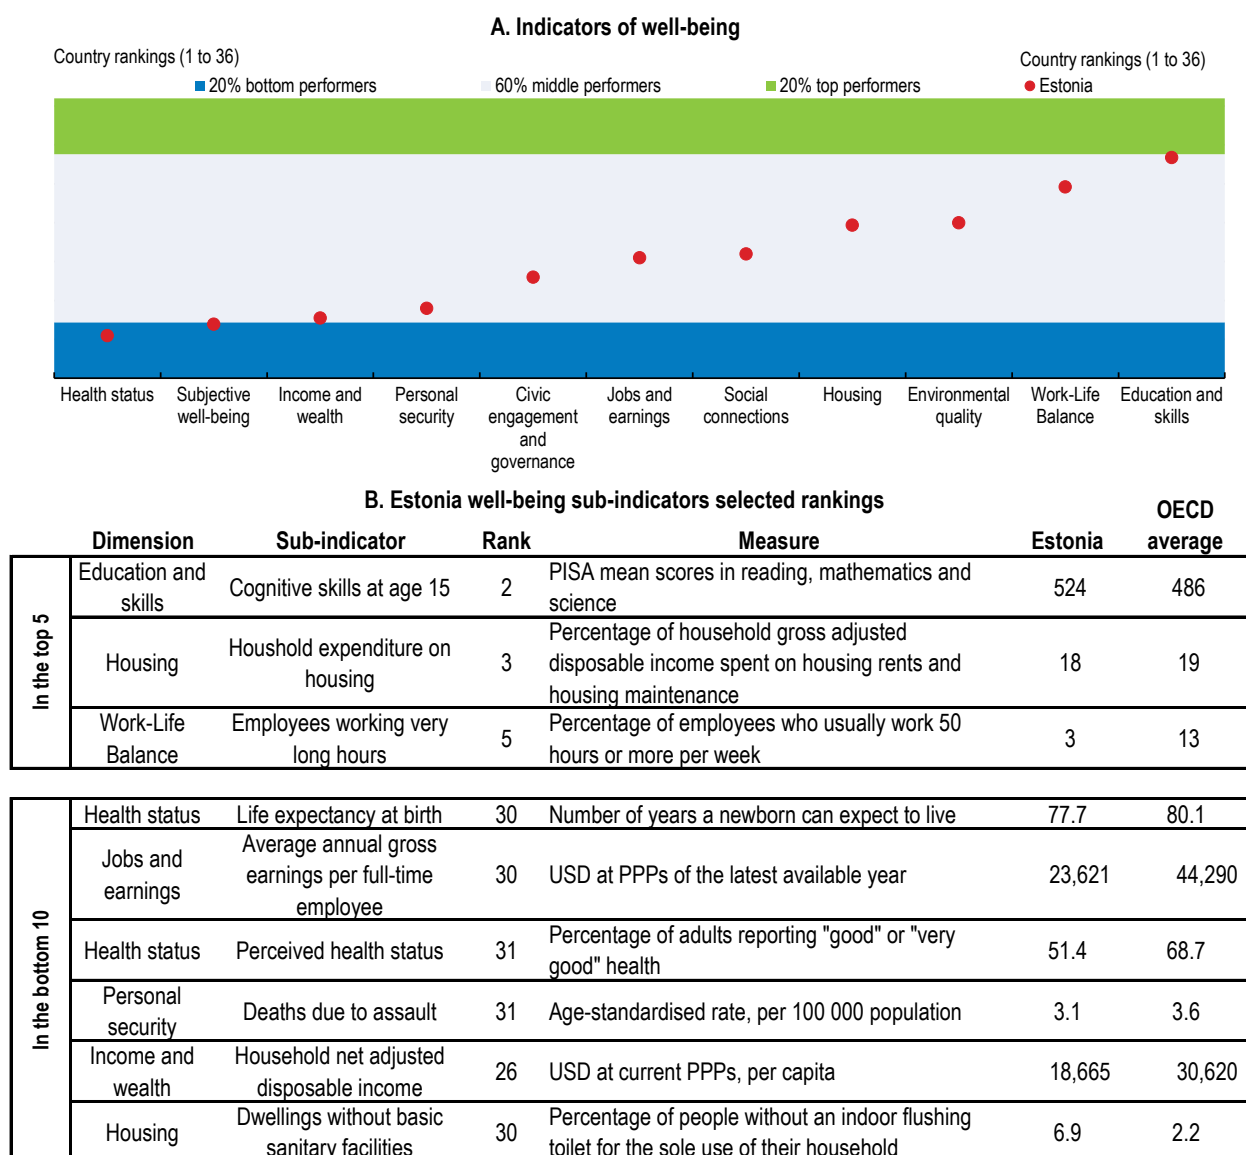 A. Indicators of well-being
Country rankings (1 to 36)
Country rankings (1 to 36)
20% bottom performers
60% middle performers
20% top performers
Estonia
Health status
Subjective
well-being
Income and
wealth
Personal
security
Civic
engagement
and
governance
Jobs and
earnings
Social
connections
Housing
Environmental
quality
Work-Life
Balance
Education and
skills
B. Estonia well-being sub-indicators selected rankings
Dimension
Sub-indicator
Rank
Measure
Estonia
OECD
average
In the top 5
Education and
skills
Cognitive skills at age 15
2
PISA mean scores in reading, mathematics and
science
524
486
Housing
Houshold expenditure on
housing
3
Percentage of household gross adjusted
disposable income spent on housing rents and
housing maintenance
18
19
Work-Life
Balance
Employees working very
long hours
5
Percentage of employees who usually work 50
hours or more per week
3
13
In the bottom 10
Health status
Life expectancy at birth
30
Number of years a newborn can expect to live
77.7
80.1
Jobs and
earnings
Average annual gross
earnings per full-time
employee
30
USD at PPPs of the latest available year
23,621
44,290
Health status
Perceived health status
31
Percentage of adults reporting "good" or "very
good" health
51.4
68.7
Personal
security
Deaths due to assault
31
Age-standardised rate, per 100 000 population
3.1
3.6
Income and
wealth
Household net adjusted
disposable income
26
USD at current PPPs, per capita
18,665
30,620
Housing
Dwellings without basic
sanitary facilities
30
Percentage of people without an indoor flushing
toilet for the sole use of their household
6.9
2.2